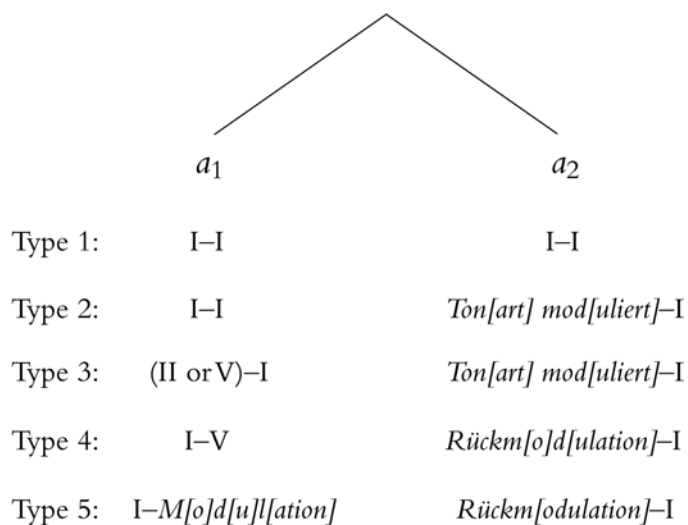 a₁ a₂
Type 1: I–I I–I
Type 2: I–I Ton[art] mod[uliert]–I
Type 3: (II or V)–I Ton[art] mod[uliert]–I
Type 4: I–V Rückm[o]d[ulation]–I
Type 5: I–M[o]d[u]l[ation] Rückm[odulation]–I